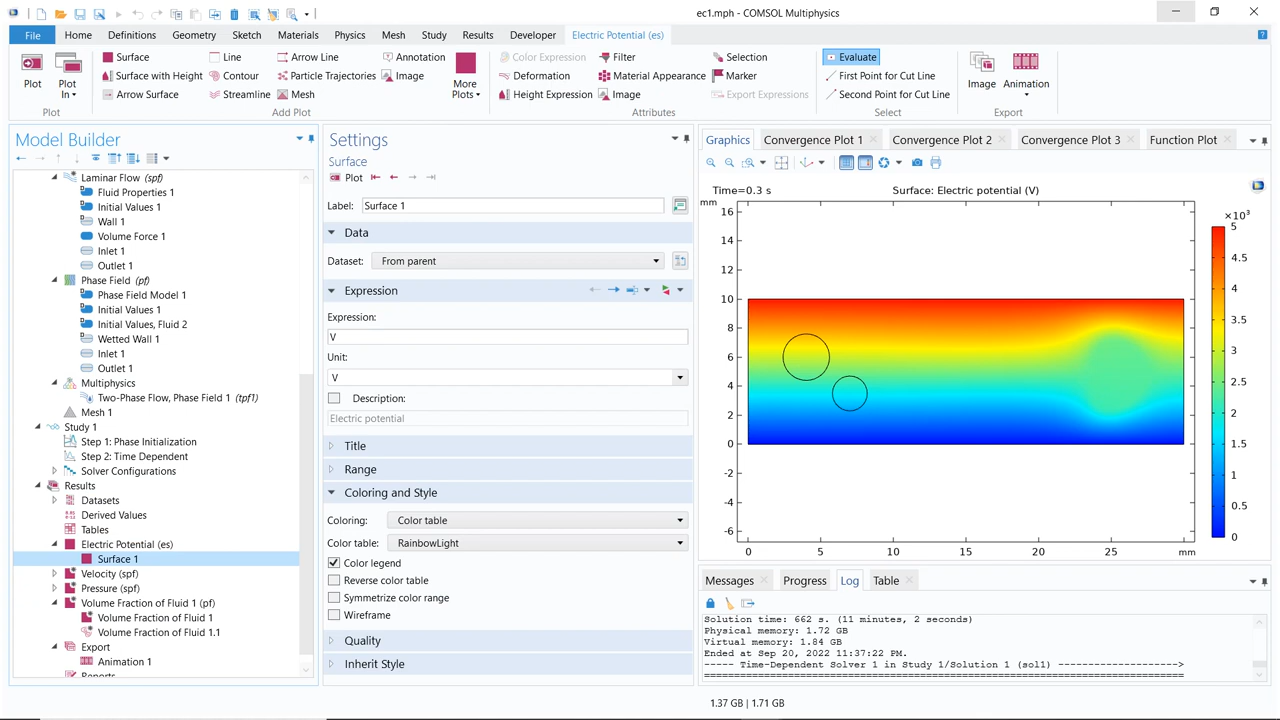 ec1.mph - COMSOL Multiphysics
File Home Definitions Geometry Sketch Materials Physics Mesh Study Results Developer Electric Potential (es)
Surface Line Arrow Line Annotation Color Expression Filter Selection Evaluate
Surface with Height Contour Particle Trajectories Image Deformation Material Appearance Marker First Point for Cut Line
Plot Plot In More Plots Image Animation
Arrow Surface Streamline Mesh Height Expression Image Export Expressions Second Point for Cut Line
Plot Add Plot Attributes Select Export
Model Builder
Laminar Flow (spf)
Fluid Properties 1
Initial Values 1
Wall 1
Volume Force 1
Inlet 1
Outlet 1
Phase Field (pf)
Phase Field Model 1
Initial Values 1
Initial Values, Fluid 2
Wetted Wall 1
Inlet 1
Outlet 1
Multiphysics
Two-Phase Flow, Phase Field 1 (tpf1)
Mesh 1
Study 1
Step 1: Phase Initialization
Step 2: Time Dependent
Solver Configurations
Results
Datasets
Derived Values
Tables
Electric Potential (es)
Surface 1
Velocity (spf)
Pressure (spf)
Volume Fraction of Fluid 1 (pf)
Volume Fraction of Fluid 1
Volume Fraction of Fluid 1.1
Export
Animation 1
Reports
Settings
Surface
Plot
Label: Surface 1
Data
Dataset: From parent
Expression
Expression:
V
Unit:
V
Description:
Electric potential
Title
Range
Coloring and Style
Coloring: Color table
Color table: RainbowLight
Color legend
Reverse color table
Symmetrize color range
Wireframe
Quality
Inherit Style
Graphics Convergence Plot 1 Convergence Plot 2 Convergence Plot 3 Function Plot
Time=0.3 s Surface: Electric potential (V)
mm
16
14
12
10
8
6
4
2
0
-2
-4
-6
0 5 10 15 20 25 mm
×10³
5
4.5
4
3.5
3
2.5
2
1.5
1
0.5
0
Messages Progress Log Table
Solution time: 662 s. (11 minutes, 2 seconds)
Physical memory: 1.72 GB
Virtual memory: 1.84 GB
Ended at Sep 20, 2022 11:37:22 PM.
----- Time-Dependent Solver 1 in Study 1/Solution 1 (sol1) -------------------->
===============================================================================
1.37 GB | 1.71 GB